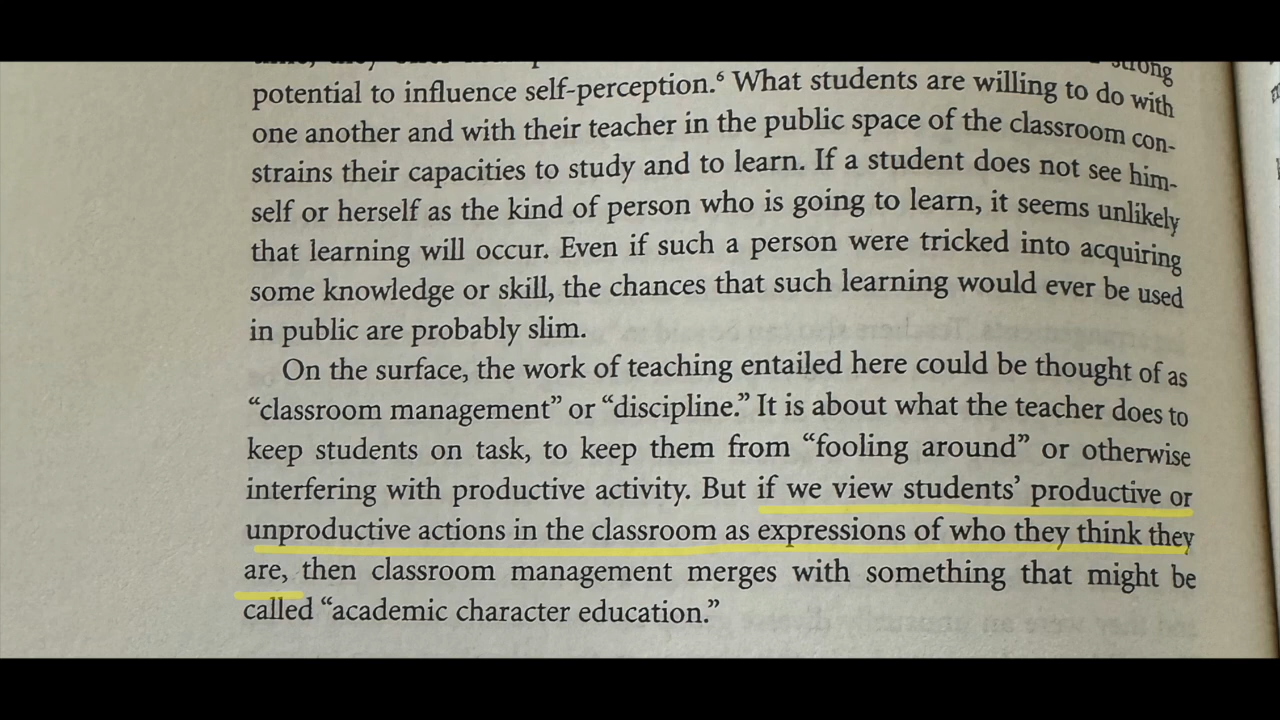 strong
potential to influence self-perception.⁶ What students are willing to do with
one another and with their teacher in the public space of the classroom con-
strains their capacities to study and to learn. If a student does not see him-
self or herself as the kind of person who is going to learn, it seems unlikely
that learning will occur. Even if such a person were tricked into acquiring
some knowledge or skill, the chances that such learning would ever be used
in public are probably slim.
On the surface, the work of teaching entailed here could be thought of as
“classroom management” or “discipline.” It is about what the teacher does to
keep students on task, to keep them from “fooling around” or otherwise
interfering with productive activity. But if we view students’ productive or
unproductive actions in the classroom as expressions of who they think they
are, then classroom management merges with something that might be
called “academic character education.”